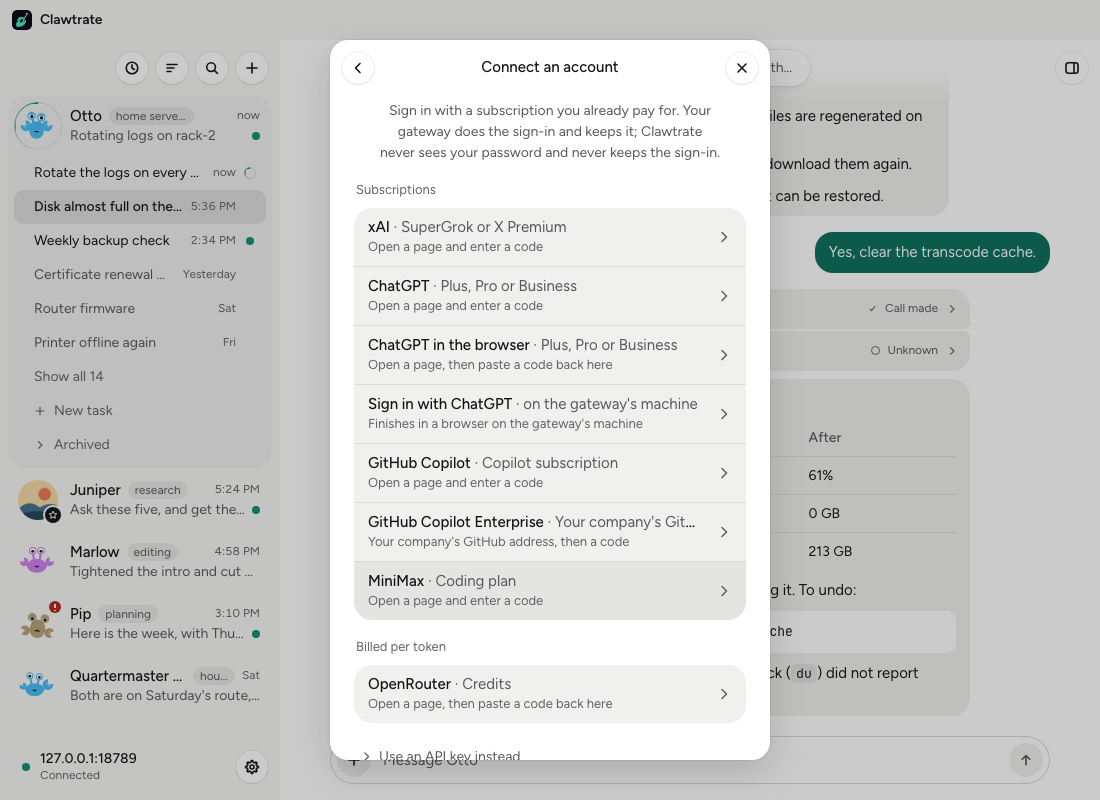 Clawtrate
Otto
home serve…
now
Rotating logs on rack-2
Rotate the logs on every …
now
Disk almost full on the…
5:36 PM
Weekly backup check
2:34 PM
Certificate renewal …
Yesterday
Router firmware
Sat
Printer offline again
Fri
Show all 14
New task
Archived
Juniper
research
5:24 PM
Ask these five, and get the…
Marlow
editing
4:58 PM
Tightened the intro and cut …
Pip
planning
3:10 PM
Here is the week, with Thu…
Quartermaster …
hou…
Sat
Both are on Saturday's route,…
127.0.0.1:18789
Connected
Connect an account
Sign in with a subscription you already pay for. Your
gateway does the sign-in and keeps it; Clawtrate
never sees your password and never keeps the sign-in.
Subscriptions
xAI · SuperGrok or X Premium
Open a page and enter a code
ChatGPT · Plus, Pro or Business
Open a page and enter a code
ChatGPT in the browser · Plus, Pro or Business
Open a page, then paste a code back here
Sign in with ChatGPT · on the gateway's machine
Finishes in a browser on the gateway's machine
GitHub Copilot · Copilot subscription
Open a page and enter a code
GitHub Copilot Enterprise · Your company's Git…
Your company's GitHub address, then a code
MiniMax · Coding plan
Open a page and enter a code
Billed per token
OpenRouter · Credits
Open a page, then paste a code back here
Use an API key instead
Message Otto
th…
iles are regenerated on
download them again.
can be restored.
Yes, clear the transcode cache.
Call made
Unknown
After
61%
0 GB
213 GB
g it. To undo:
che
ck ( du ) did not report